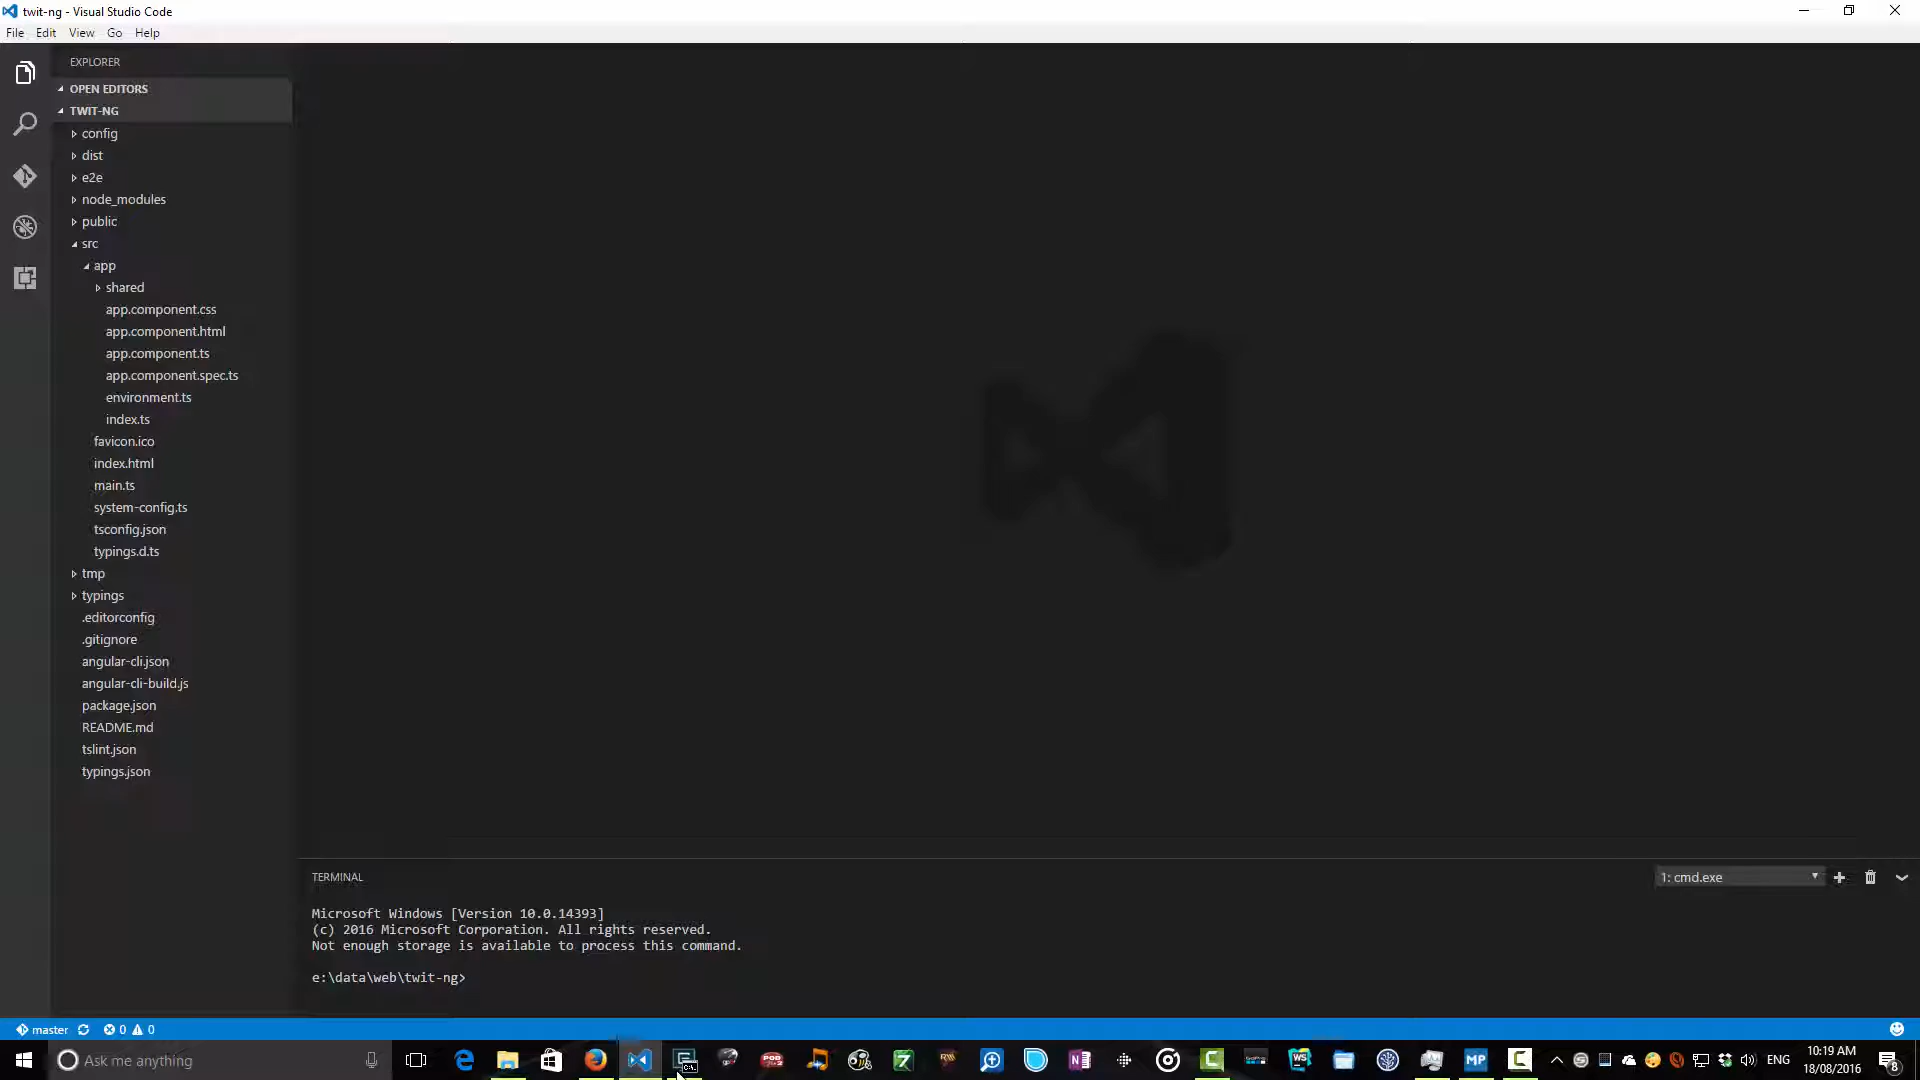 twit-ng - Visual Studio Code
File Edit View Go Help
EXPLORER
OPEN EDITORS
TWIT-NG
config
dist
e2e
node_modules
public
src
app
shared
app.component.css
app.component.html
app.component.ts
app.component.spec.ts
environment.ts
index.ts
favicon.ico
index.html
main.ts
system-config.ts
tsconfig.json
typings.d.ts
tmp
typings
.editorconfig
.gitignore
angular-cli.json
angular-cli-build.js
package.json
README.md
tslint.json
typings.json
TERMINAL
1: cmd.exe
Microsoft Windows [Version 10.0.14393]
(c) 2016 Microsoft Corporation. All rights reserved.
Not enough storage is available to process this command.
e:\data\web\twit-ng>
master 0 0
Ask me anything
ENG
10:19 AM
18/08/2016
8